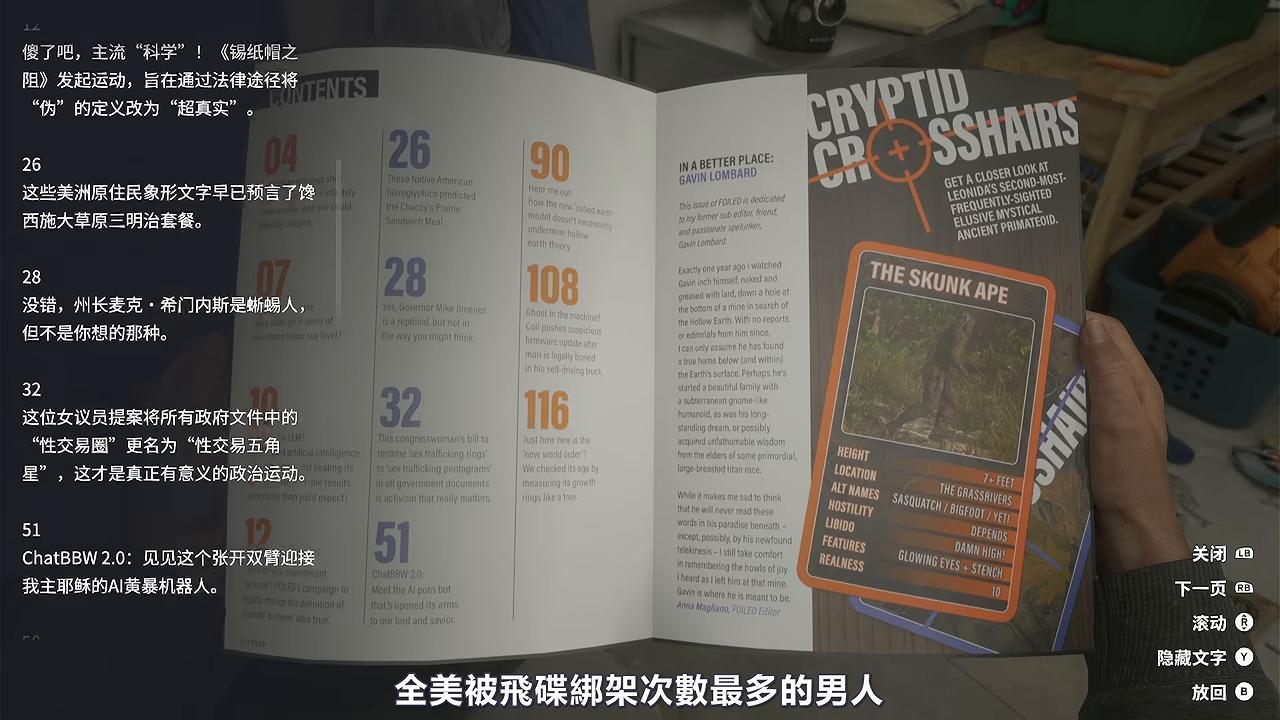 12
傻了吧，主流“科学”！《锡纸帽之
阻》发起运动，旨在通过法律途径将
“伪”的定义改为“超真实”。
26
这些美洲原住民象形文字早已预言了馋
西施大草原三明治套餐。
28
没错，州长麦克·希门内斯是蜥蜴人，
但不是你想的那种。
32
这位女议员提案将所有政府文件中的
“性交易圈”更名为“性交易五角
星”，这才是真正有意义的政治运动。
51
ChatBBW 2.0：见见这个张开双臂迎接
我主耶稣的AI黄暴机器人。
CONTENTS
04
07
10
12
26
These Native American
hieroglyphics predicted
the Chacey's Prairie
Sandwich Meal.
28
Yes, Governor Mike Jimenez
is a reptiloid, but not in
the way you might think.
32
This congresswoman's bill to
rename 'sex trafficking rings'
to 'sex trafficking pentagrams'
in all government documents
is activism that really matters.
51
ChatBBW 2.0:
Meet the AI porn bot
that's opened its arms
to our lord and savior.
90
Hear me out:
how the new 'cubed earth'
model doesn't necessarily
undermine hollow
earth theory.
108
Ghost in the machine?
Coil pushes suspicious
firmware update after
man is legally buried
in his self-driving truck.
116
Just how new is the
'new world order'?
We checked its age by
measuring its growth
rings like a tree.
IN A BETTER PLACE:
GAVIN LOMBARD
This issue of FOILED is dedicated
to my former sub editor, friend,
and passionate spelunker,
Gavin Lombard.
Exactly one year ago I watched
Gavin inch himself, naked and
greased with lard, down a hole at
the bottom of a mine in search of
the Hollow Earth. With no reports
or editorials from him since,
I can only assume he has found
a true home below (and within)
the Earth's surface. Perhaps he's
started a beautiful family with
a subterranean gnome-like
humanoid, as was his long-
standing dream, or possibly
acquired unfathomable wisdom
from the elders of some primordial,
large-breasted titan race.
While it makes me sad to think
that he will never read these
words in his paradise beneath –
except, possibly, by his newfound
telekinesis – I still take comfort
in remembering the howls of joy
I heard as I left him at that mine.
Gavin is where he is meant to be.
Anna Magliano, FOILED Editor
CRYPTID
CROSSHAIRS
GET A CLOSER LOOK AT
LEONIDA'S SECOND-MOST-
FREQUENTLY-SIGHTED
ELUSIVE MYSTICAL
ANCIENT PRIMATEOID.
THE SKUNK APE
HEIGHT 7+ FEET
LOCATION THE GRASSRIVERS
ALT NAMES SASQUATCH / BIGFOOT / YETI
HOSTILITY DEPENDS
LIBIDO DAMN HIGH!
FEATURES GLOWING EYES + STENCH
REALNESS 10
关闭 LB
下一页 RB
滚动 R
隐藏文字 Y
放回 B
全美被飛碟綁架次數最多的男人